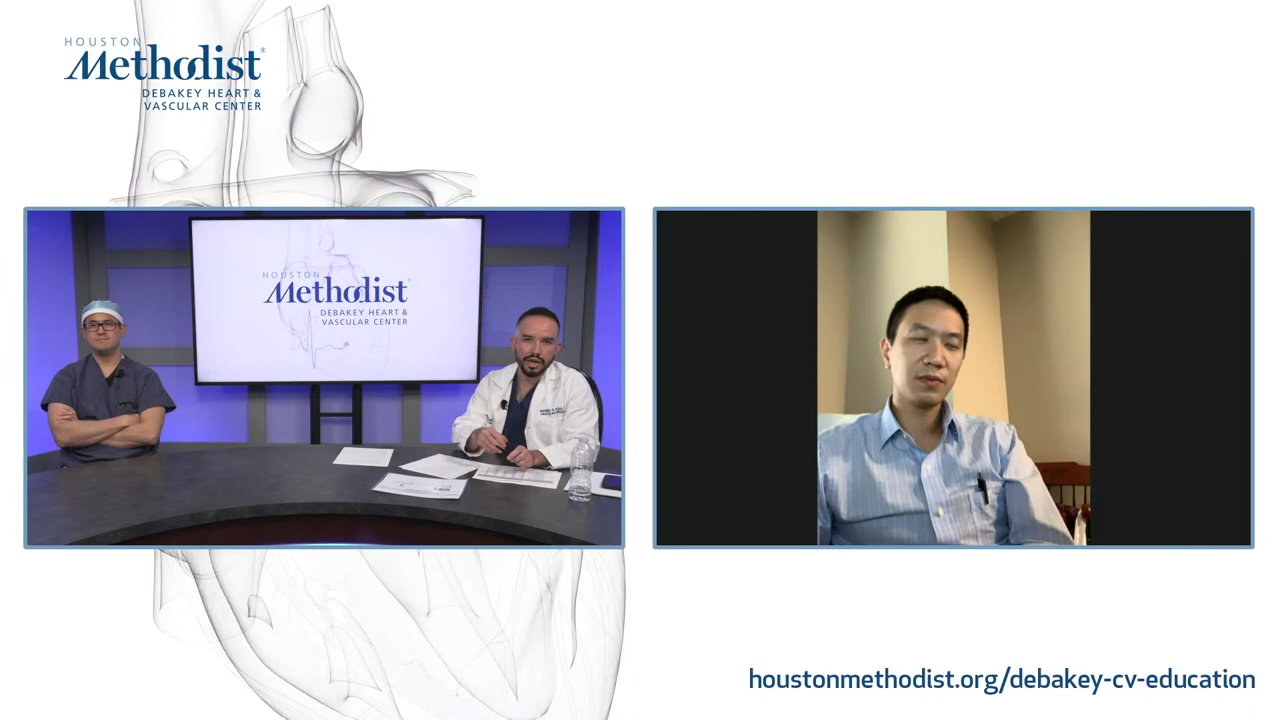 HOUSTON
Methodist®
DEBAKEY HEART &
VASCULAR CENTER
HOUSTON
Methodist
DEBAKEY HEART &
VASCULAR CENTER
houstonmethodist.org/debakey-cv-education